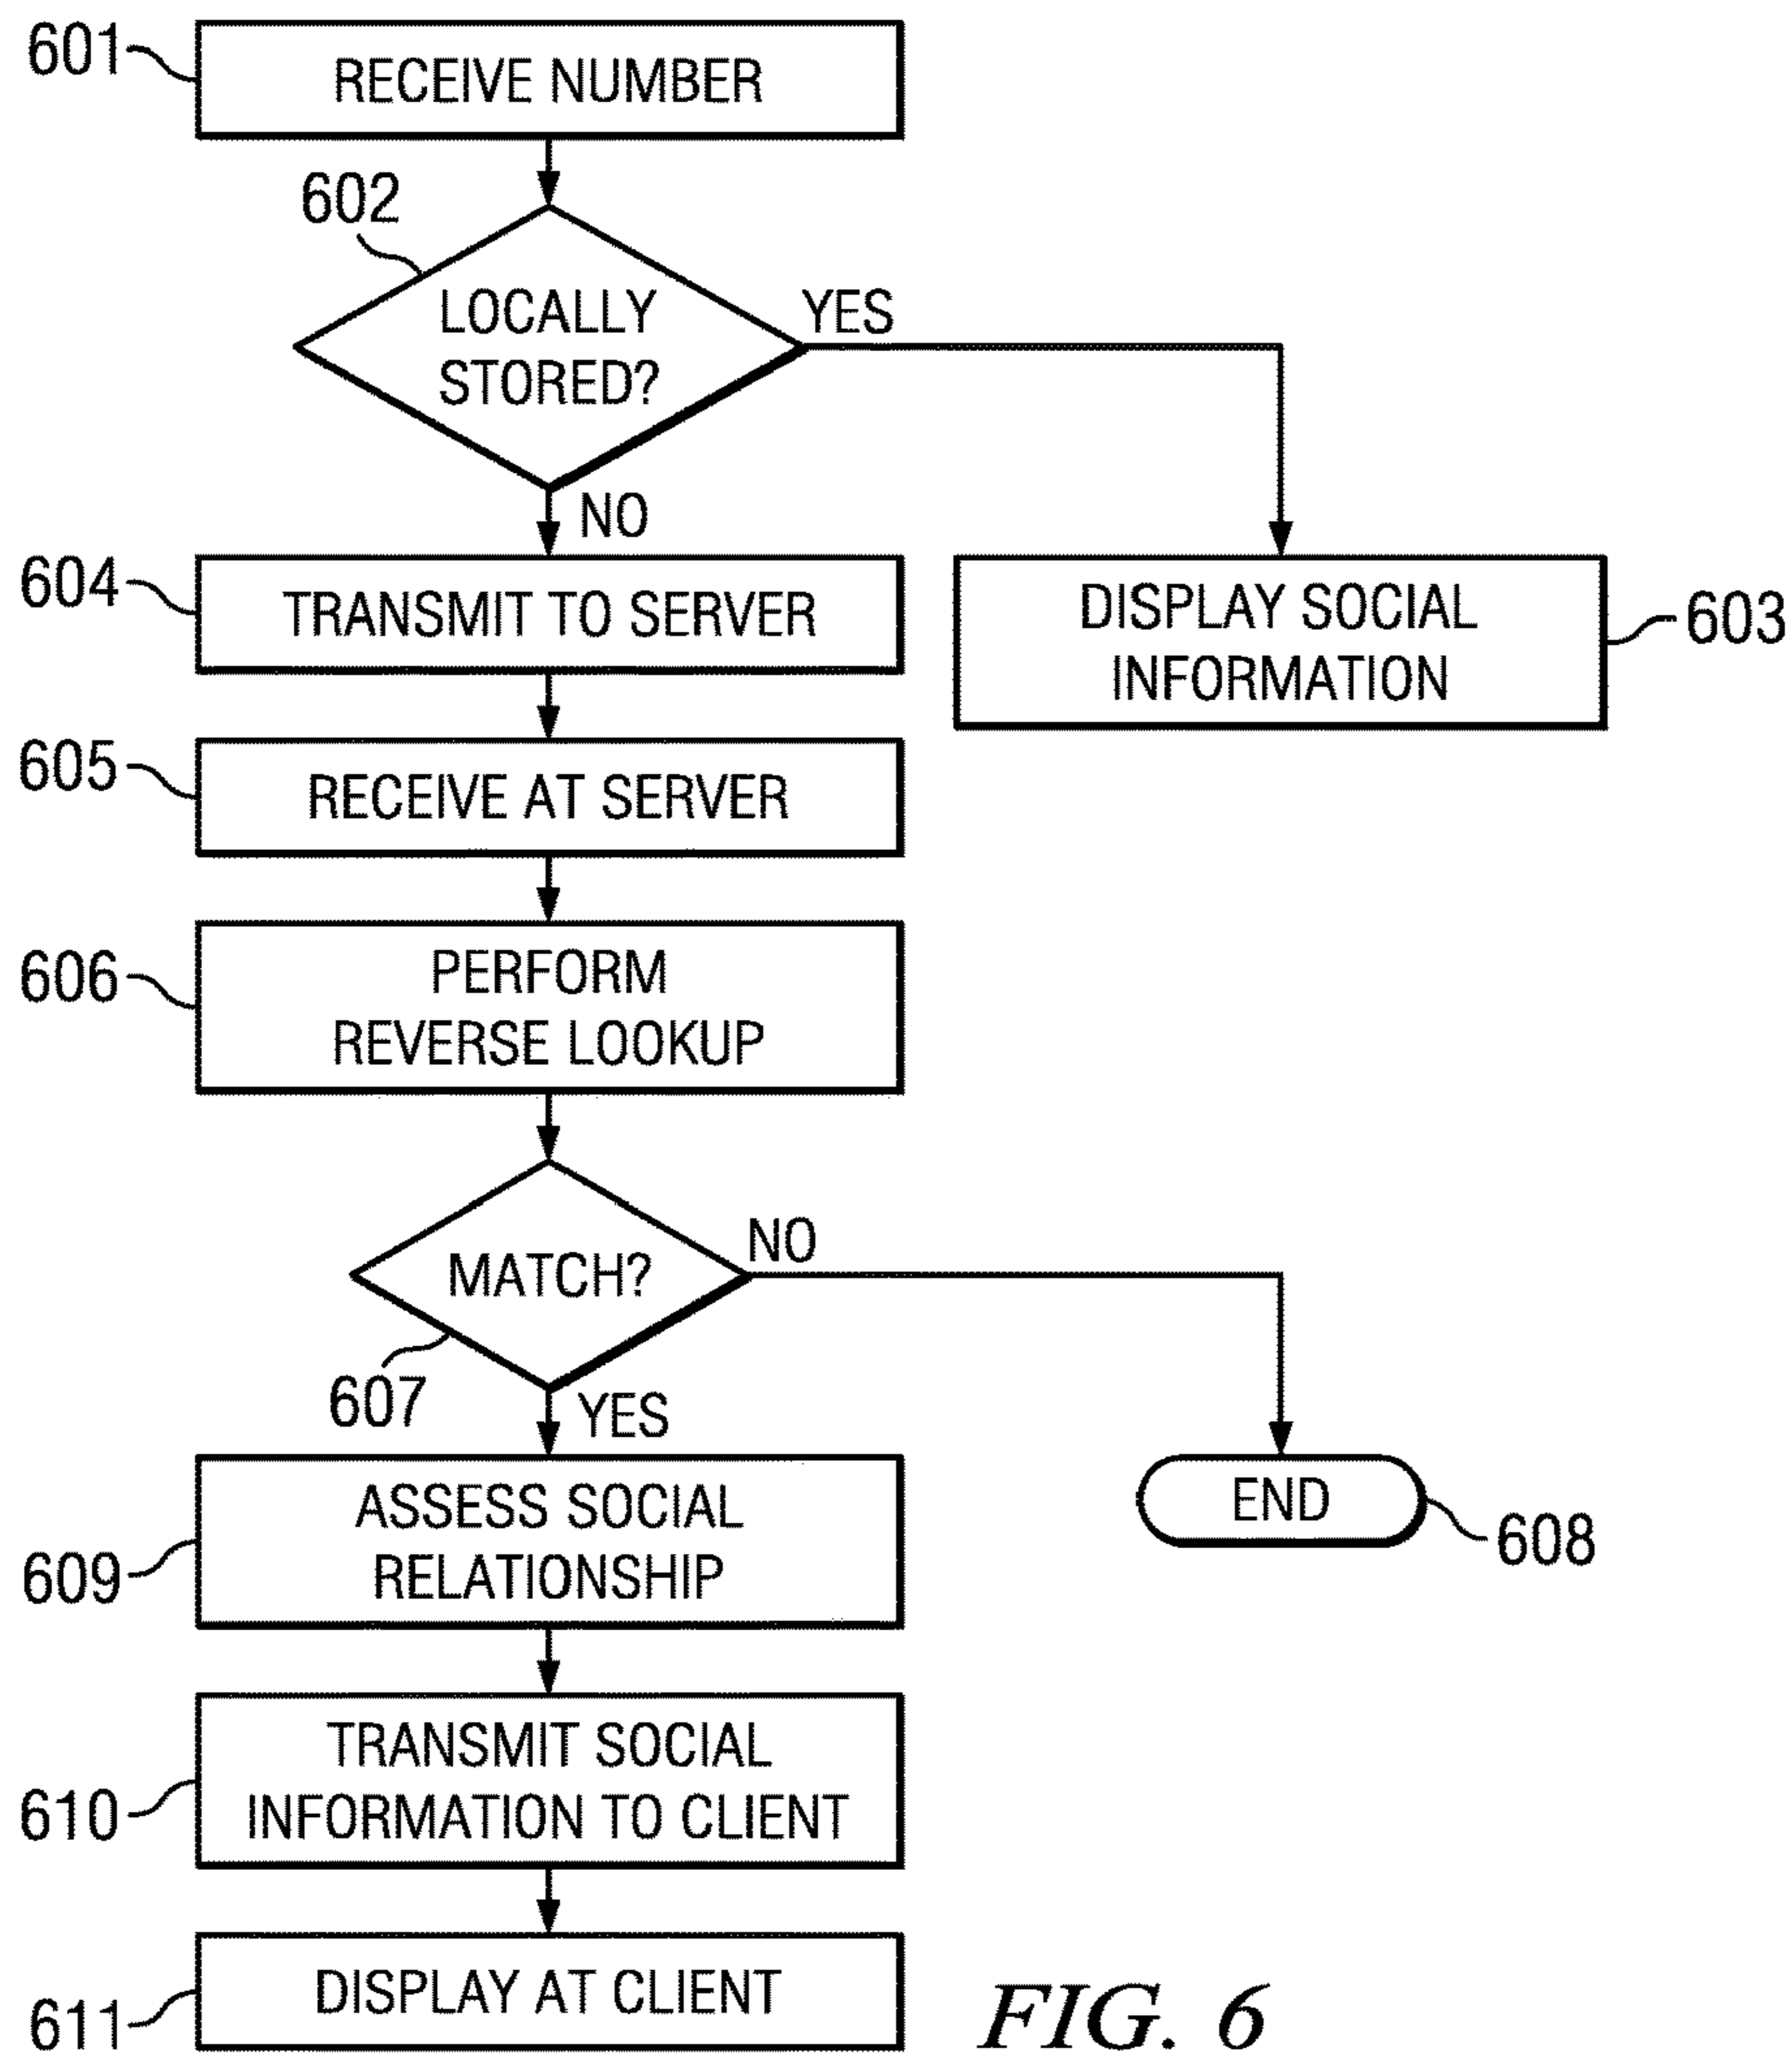 601
RECEIVE NUMBER
602
LOCALLY
STORED?
YES
NO
604
TRANSMIT TO SERVER
DISPLAY SOCIAL
INFORMATION
603
605
RECEIVE AT SERVER
606
PERFORM
REVERSE LOOKUP
MATCH?
NO
607
YES
609
ASSESS SOCIAL
RELATIONSHIP
END
608
610
TRANSMIT SOCIAL
INFORMATION TO CLIENT
611
DISPLAY AT CLIENT
FIG. 6